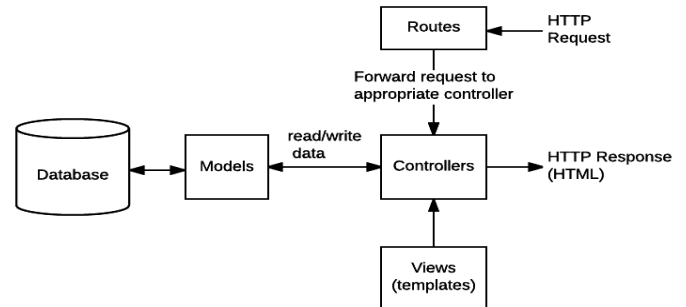 Routes
HTTP
Request
Forward request to
appropriate controller
read/write
data
Database
Models
Controllers
HTTP Response
(HTML)
Views
(templates)